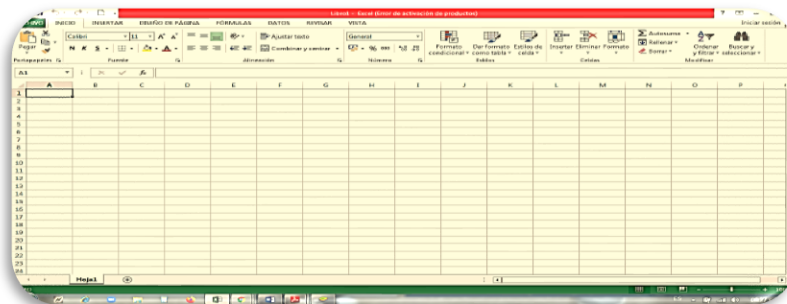 Libro1 - Excel (Error de activación de productos)
INICIO INSERTAR DISEÑO DE PÁGINA FÓRMULAS DATOS REVISAR VISTA Iniciar sesión
Calibri 11 A A Ajustar texto General Autosuma
Pegar N K S Combinar y centrar % 000 Formato condicional Dar formato como tabla Estilos de celda Insertar Eliminar Formato Rellenar Borrar Ordenar y filtrar Buscar y seleccionar
Portapapeles Fuente Alineación Número Estilos Celdas Modificar
A1 fx
A B C D E F G H I J K L M N O P
1
2
3
4
5
6
7
8
9
10
11
12
13
14
15
16
17
18
19
20
21
22
23
Hoja1